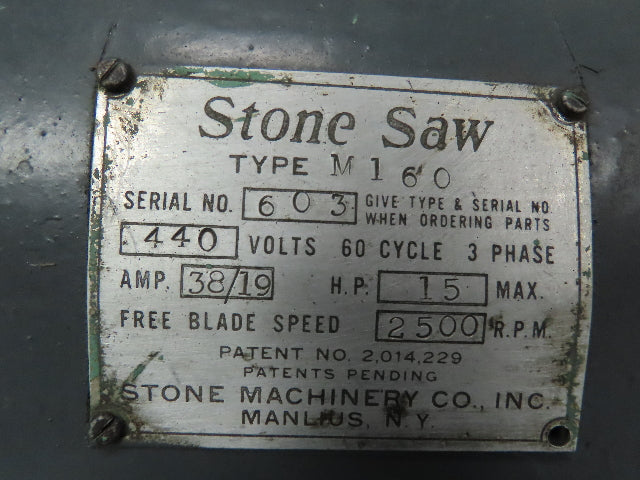 Stone Saw
TYPE M160
SERIAL NO. 603 GIVE TYPE & SERIAL NO. WHEN ORDERING PARTS
440 VOLTS 60 CYCLE 3 PHASE
AMP. 38/19 H.P. 15 MAX.
FREE BLADE SPEED 2500 R.P.M.
PATENT NO. 2,014,229
PATENTS PENDING
STONE MACHINERY CO., INC.
MANLIUS, N.Y.